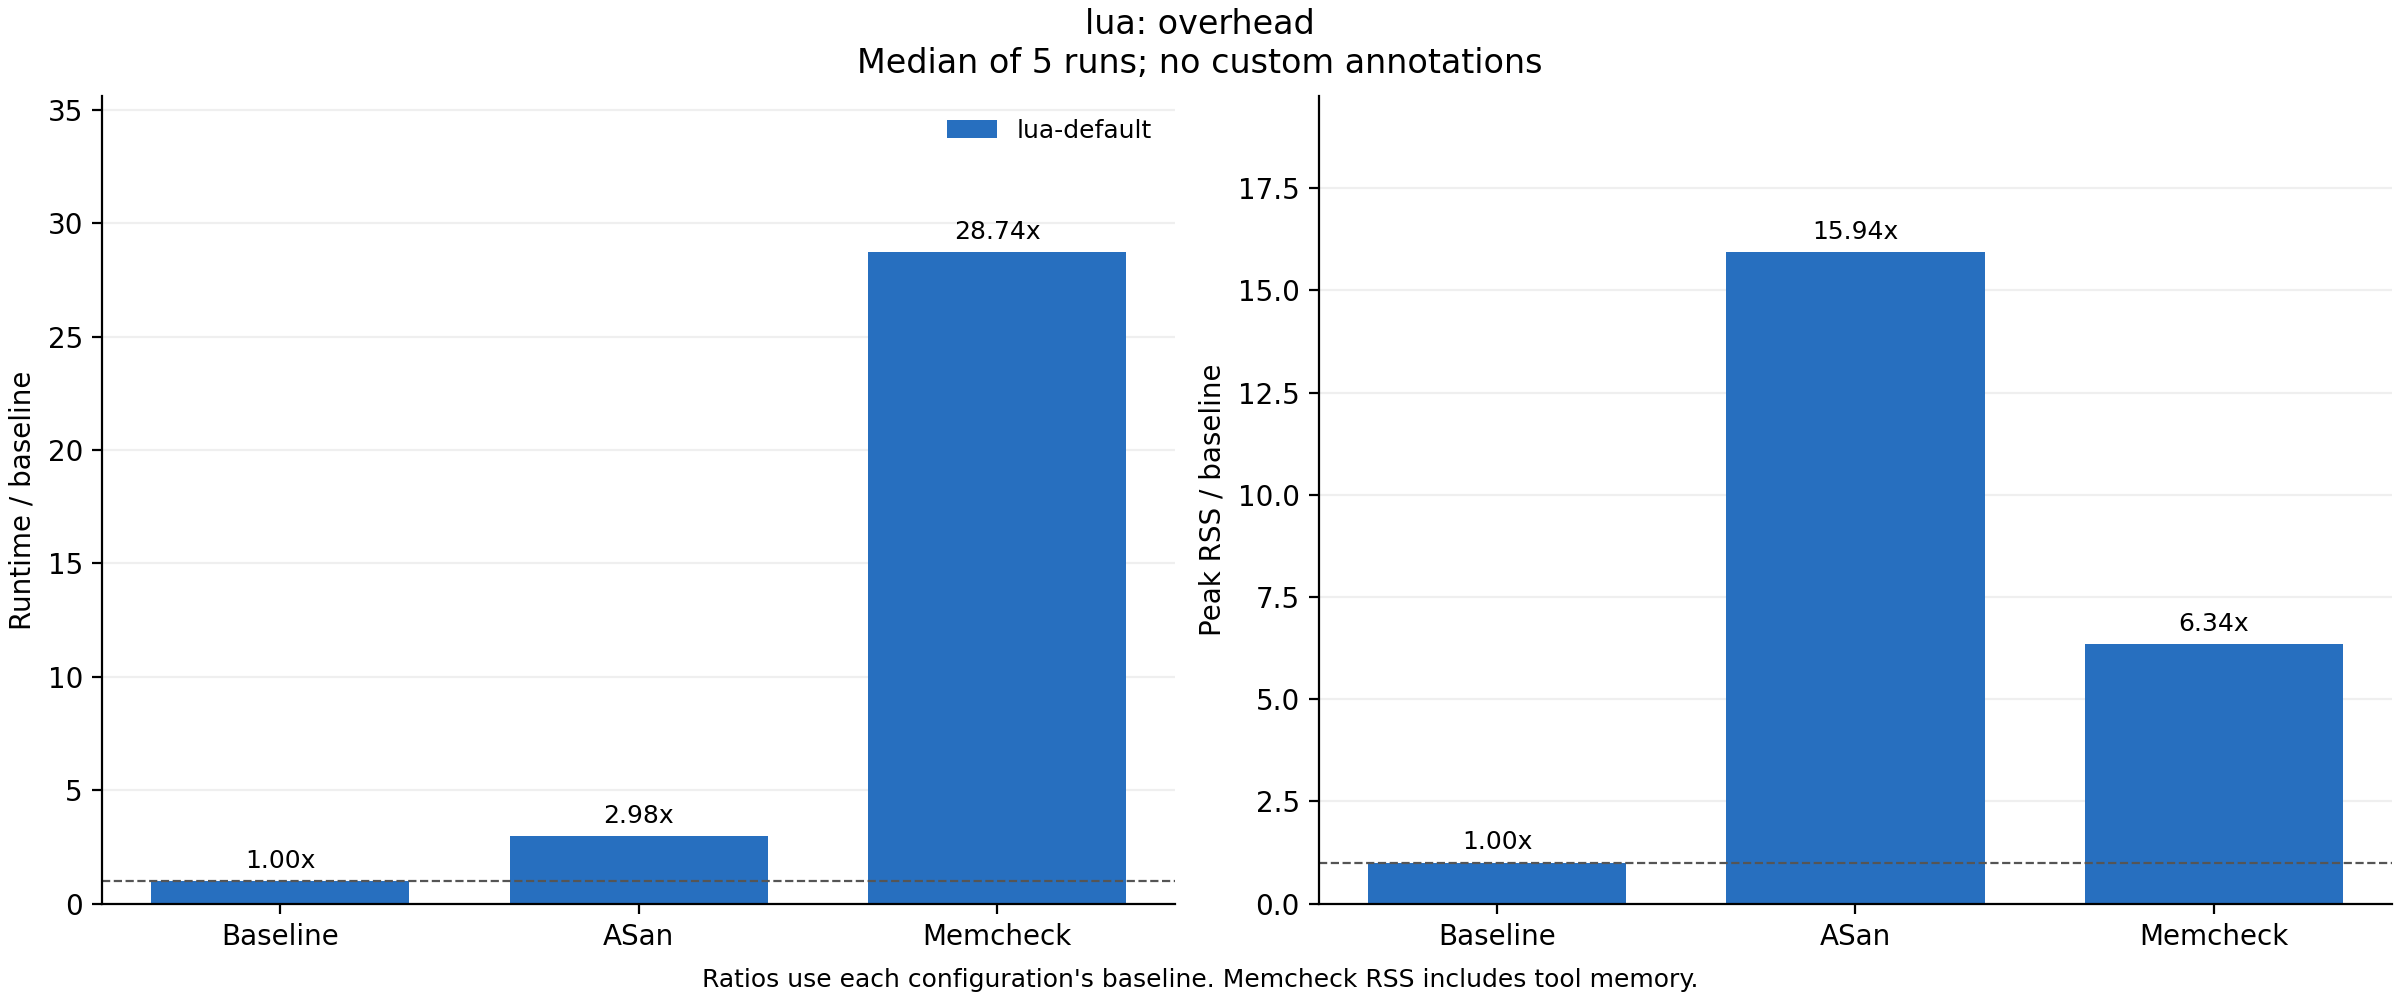 lua: overhead
Median of 5 runs; no custom annotations
Runtime / baseline
35
30
25
20
15
10
5
0
lua-default
1.00x
2.98x
28.74x
Baseline
ASan
Memcheck
Peak RSS / baseline
17.5
15.0
12.5
10.0
7.5
5.0
2.5
0.0
1.00x
15.94x
6.34x
Baseline
ASan
Memcheck
Ratios use each configuration's baseline. Memcheck RSS includes tool memory.